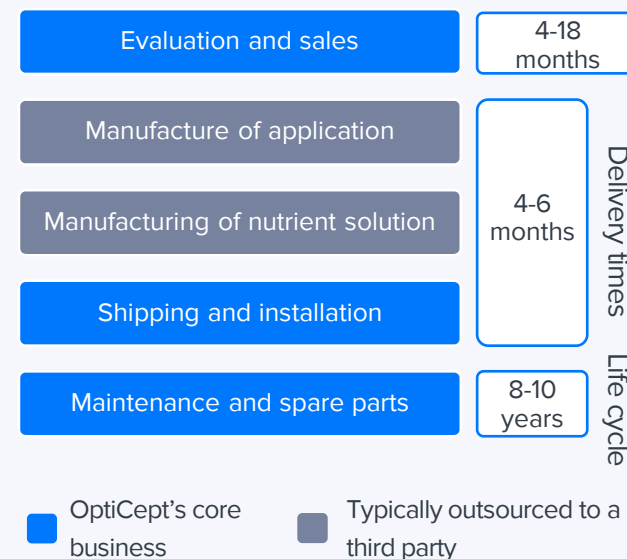 Evaluation and sales
4-18
months
Manufacture of application
Manufacturing of nutrient solution
Shipping and installation
4-6
months
Delivery times
Maintenance and spare parts
8-10
years
Life cycle
OptiCept's core
business
Typically outsourced to a
third party